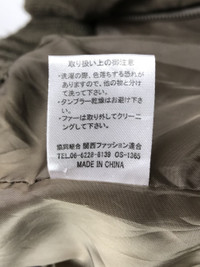 取り扱い上の御注意
・洗濯の際、色落ちする恐れが
ありますので、他の物と分け
て洗って下さい。
・タンブラー乾燥はお避け下さ
い。
・ファーは取り外してクリーニン
グして下さい。
協同組合 関西ファッション連合
TEL.06-6228-6139 OS-1365
MADE IN CHINA